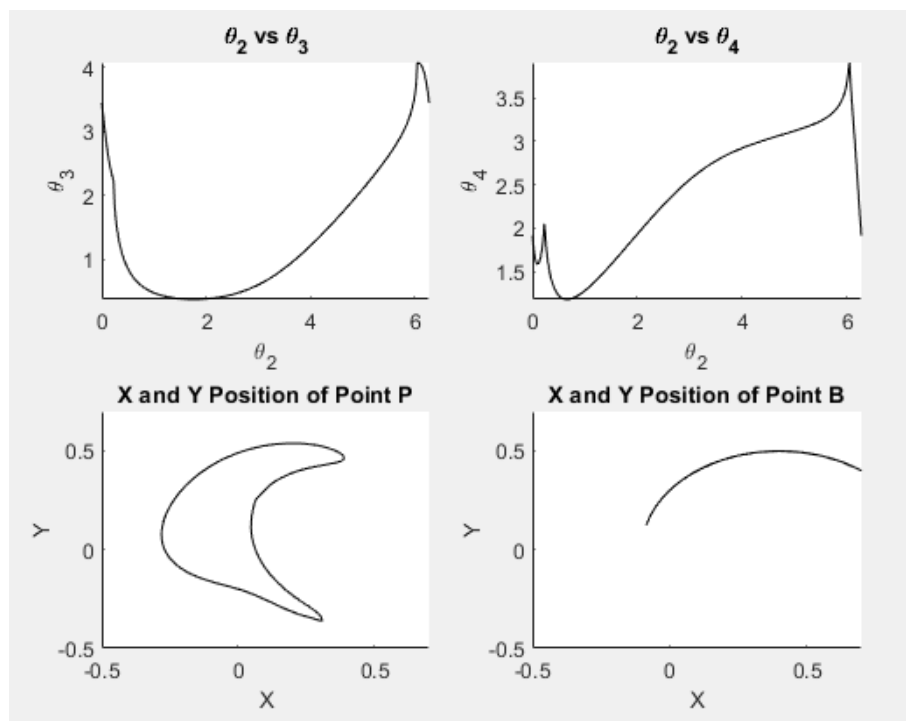 θ₂ vs θ₃
4
3
2
1
θ₃
0 2 4 6
θ₂
θ₂ vs θ₄
3.5
3
2.5
2
1.5
θ₄
0 2 4 6
θ₂
X and Y Position of Point P
0.5
0
-0.5
Y
-0.5 0 0.5
X
X and Y Position of Point B
0.5
0
-0.5
Y
-0.5 0 0.5
X